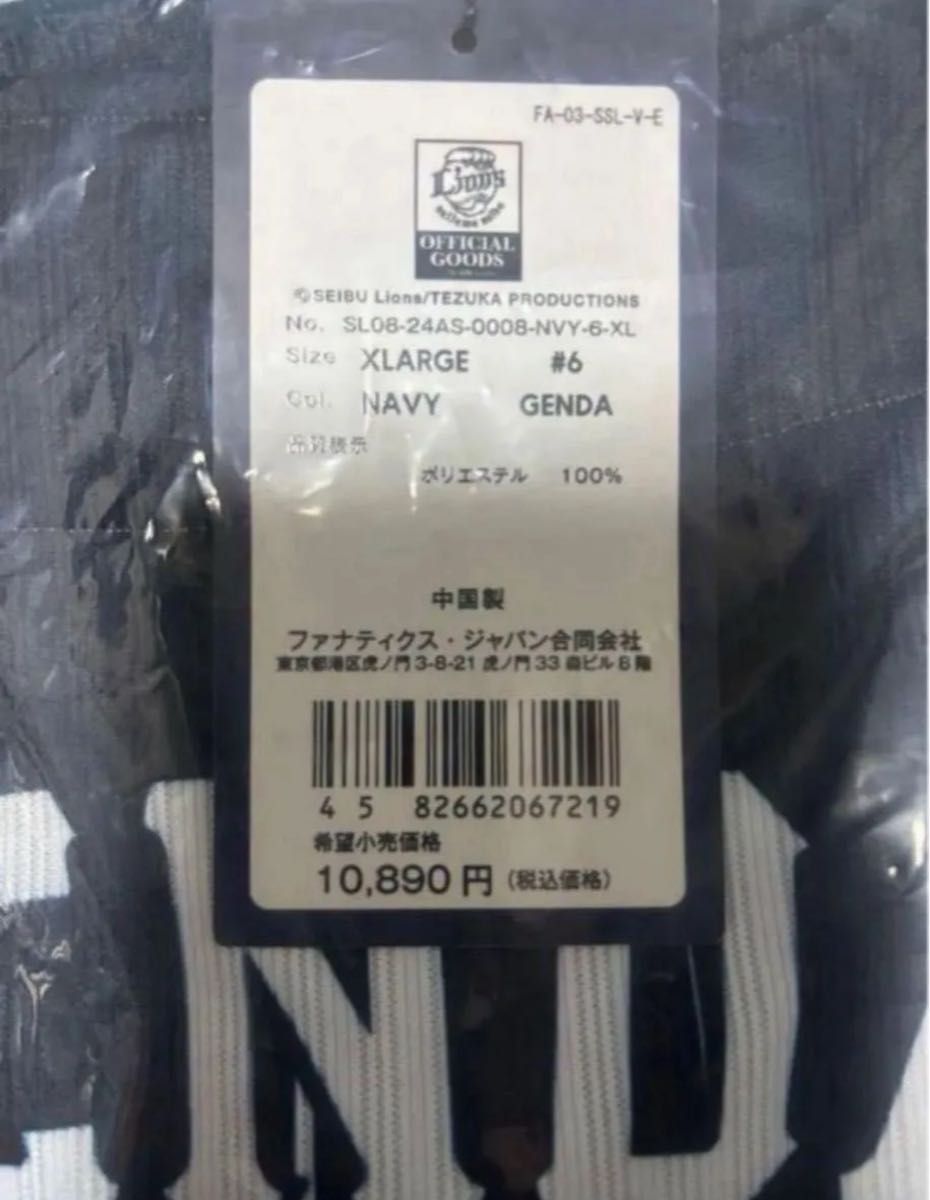 FA-03-SSL-V-E
Lions
OFFICIAL
GOODS
©SEIBU Lions/TEZUKA PRODUCTIONS
No. SL08-24AS-0008-NVY-6-XL
Size XLARGE #6
Col. NAVY GENDA
品質表示
ポリエステル 100%
中国製
ファナティクス・ジャパン合同会社
東京都港区虎ノ門3-8-21 虎ノ門33森ビル8階
45 82662067219
希望小売価格
10,890円 (税込価格)
ND